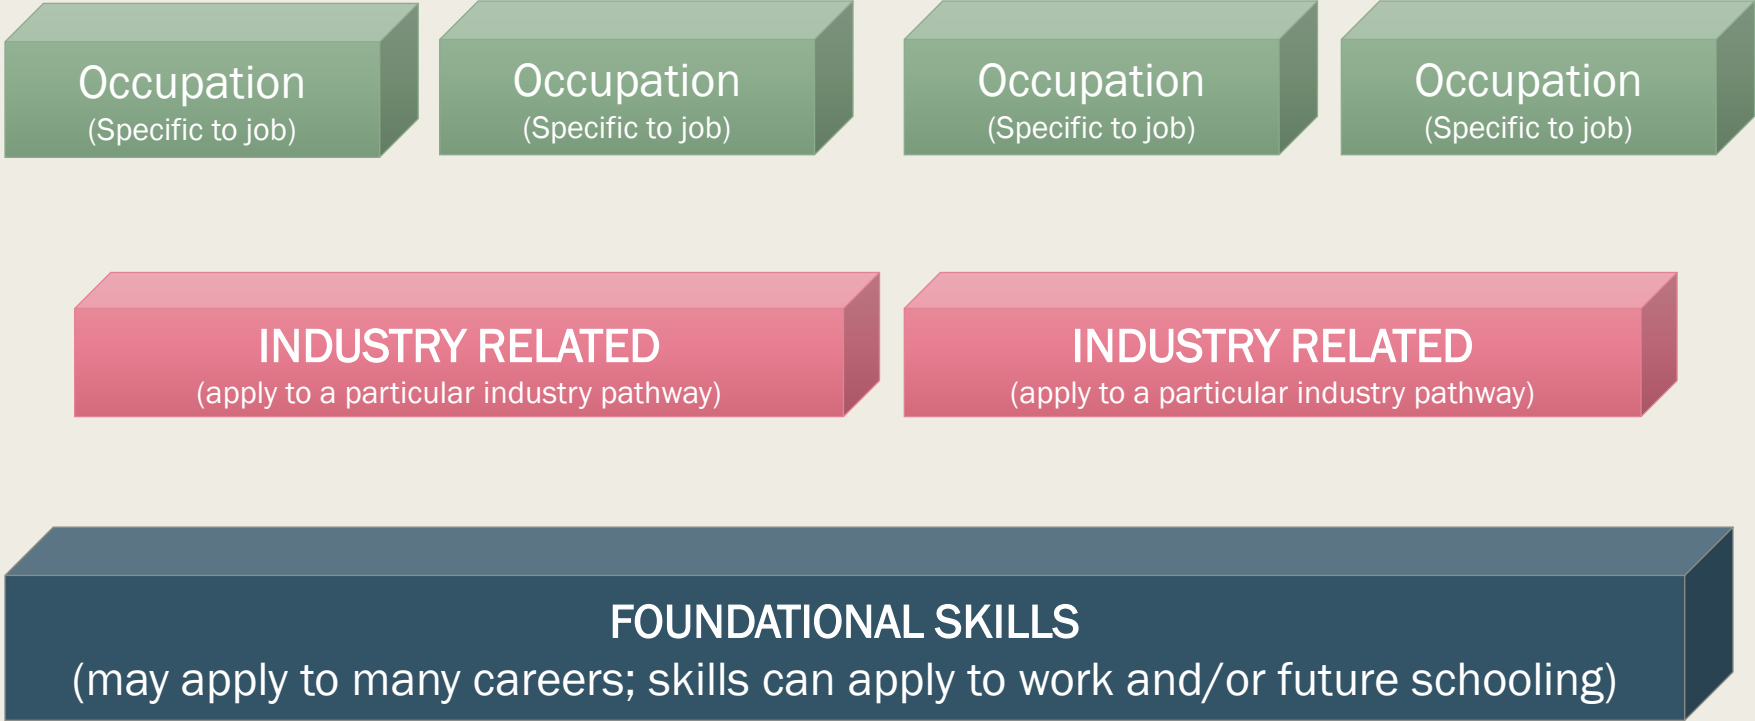 Occupation
(Specific to job)
Occupation
(Specific to job)
Occupation
(Specific to job)
Occupation
(Specific to job)
INDUSTRY RELATED
(apply to a particular industry pathway)
INDUSTRY RELATED
(apply to a particular industry pathway)
FOUNDATIONAL SKILLS
(may apply to many careers; skills can apply to work and/or future schooling)